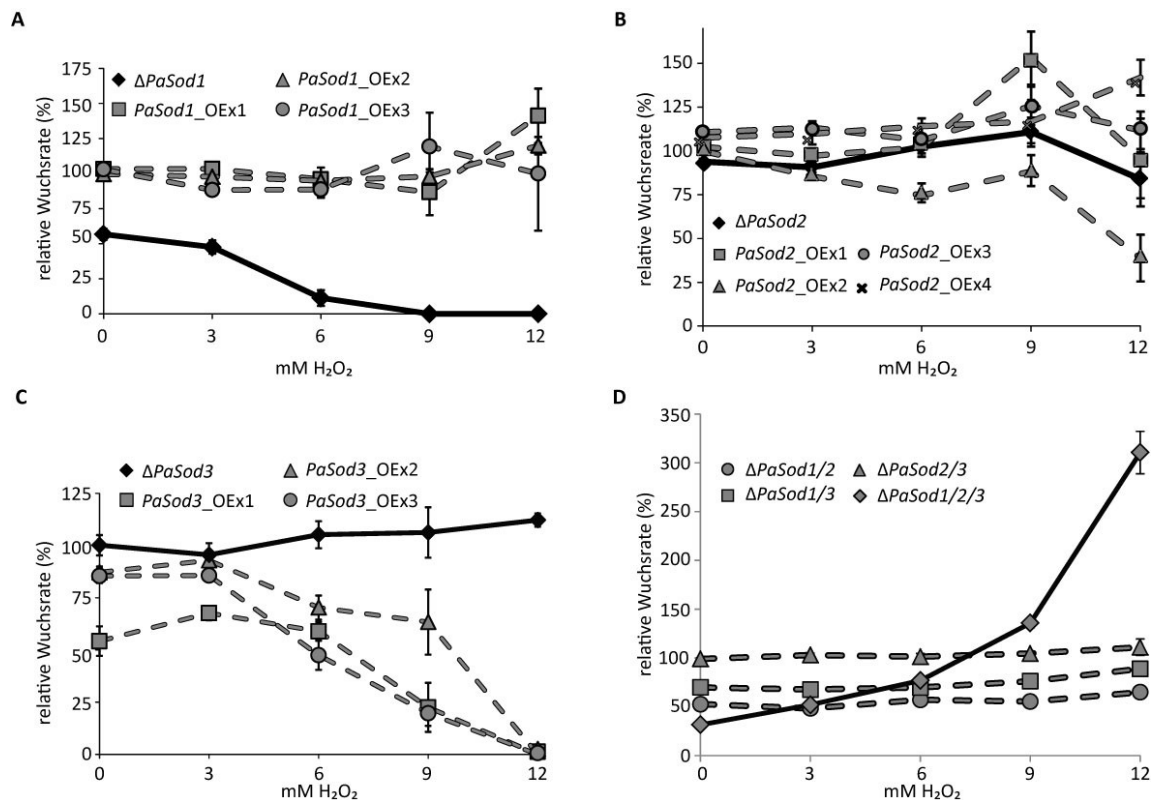 A
relative Wuchsrate (%)
175
150
125
100
75
50
25
0
◆ ΔPaSod1
■ PaSod1_OEx1
▲ PaSod1_OEx2
● PaSod1_OEx3
0 3 6 9 12
mM H₂O₂
B
relative Wuchsreate (%)
150
125
100
75
50
25
0
◆ ΔPaSod2
■ PaSod2_OEx1
▲ PaSod2_OEx2
● PaSod2_OEx3
✖ PaSod2_OEx4
0 3 6 9 12
mM H₂O₂
C
relative Wuchsrate (%)
125
100
75
50
25
0
◆ ΔPaSod3
■ PaSod3_OEx1
▲ PaSod3_OEx2
● PaSod3_OEx3
0 3 6 9 12
mM H₂O₂
D
relative Wuchsrate (%)
350
300
250
200
150
100
50
0
● ΔPaSod1/2
■ ΔPaSod1/3
▲ ΔPaSod2/3
◆ ΔPaSod1/2/3
0 3 6 9 12
mM H₂O₂